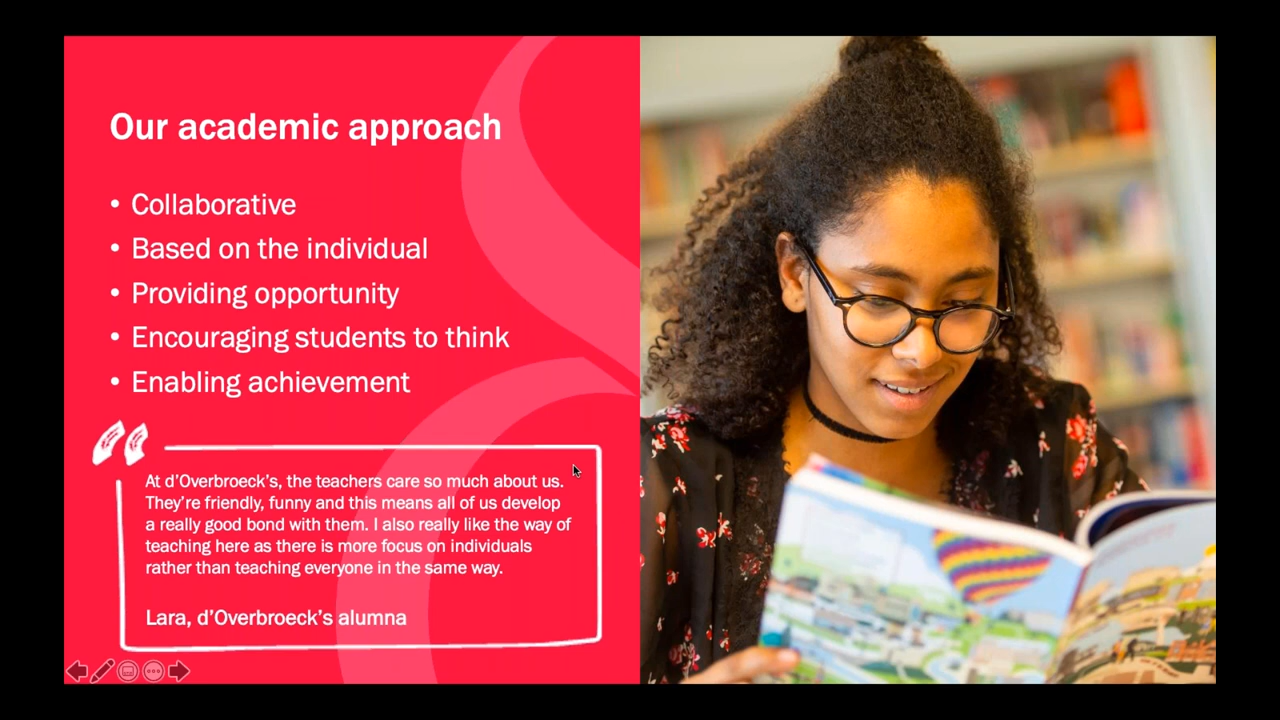 Our academic approach
• Collaborative
• Based on the individual
• Providing opportunity
• Encouraging students to think
• Enabling achievement
At d’Overbroeck’s, the teachers care so much about us.
They’re friendly, funny and this means all of us develop
a really good bond with them. I also really like the way of
teaching here as there is more focus on individuals
rather than teaching everyone in the same way.
Lara, d’Overbroeck’s alumna